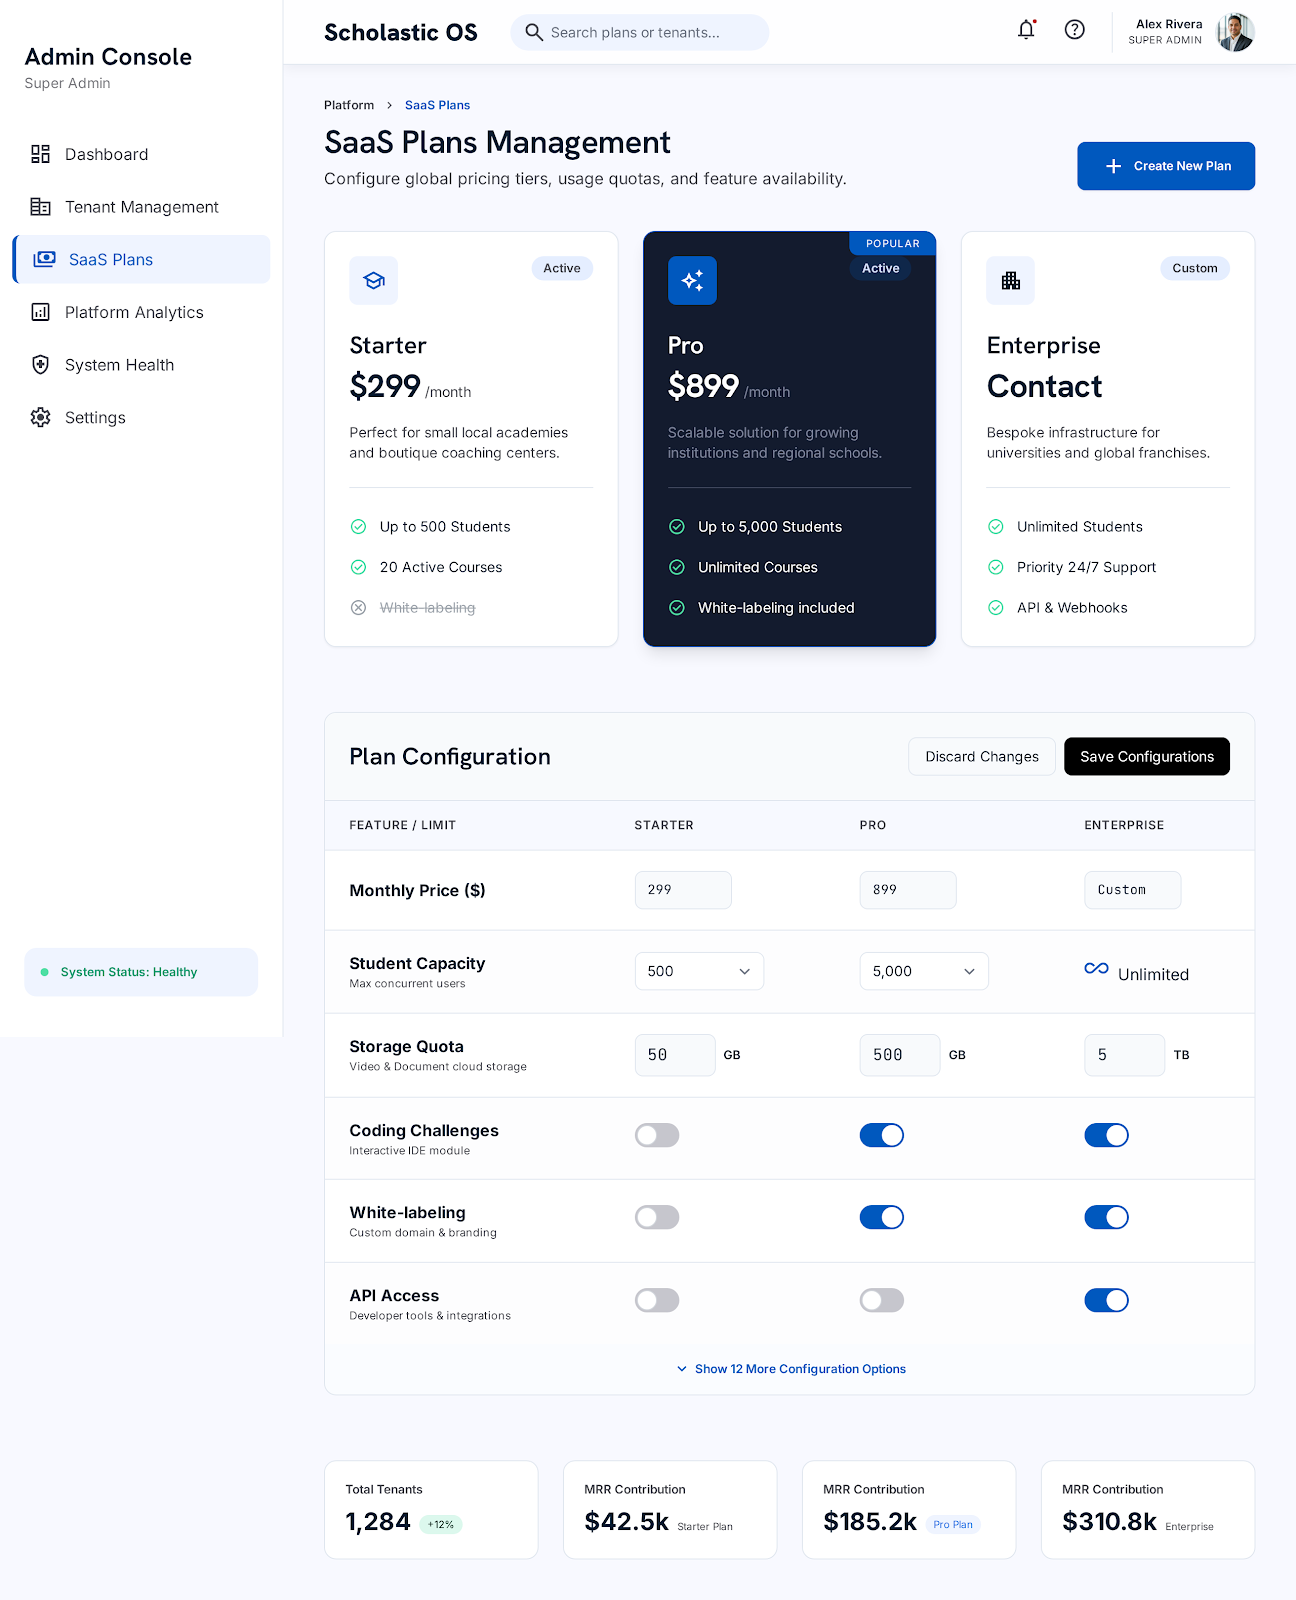 Admin Console
Super Admin
Dashboard
Tenant Management
SaaS Plans
Platform Analytics
System Health
Settings
System Status: Healthy
Scholastic OS
Search plans or tenants...
Alex Rivera
SUPER ADMIN
Platform
SaaS Plans
SaaS Plans Management
Configure global pricing tiers, usage quotas, and feature availability.
Create New Plan
Active
Starter
$299 /month
Perfect for small local academies
and boutique coaching centers.
Up to 500 Students
20 Active Courses
White-labeling
POPULAR
Active
Pro
$899 /month
Scalable solution for growing
institutions and regional schools.
Up to 5,000 Students
Unlimited Courses
White-labeling included
Custom
Enterprise
Contact
Bespoke infrastructure for
universities and global franchises.
Unlimited Students
Priority 24/7 Support
API & Webhooks
Plan Configuration
Discard Changes
Save Configurations
FEATURE / LIMIT STARTER PRO ENTERPRISE
Monthly Price ($) 299 899 Custom
Student Capacity
Max concurrent users
500 5,000 Unlimited
Storage Quota
Video & Document cloud storage
50 GB 500 GB 5 TB
Coding Challenges
Interactive IDE module
White-labeling
Custom domain & branding
API Access
Developer tools & integrations
Show 12 More Configuration Options
Total Tenants
1,284 +12%
MRR Contribution
$42.5k Starter Plan
MRR Contribution
$185.2k Pro Plan
MRR Contribution
$310.8k Enterprise